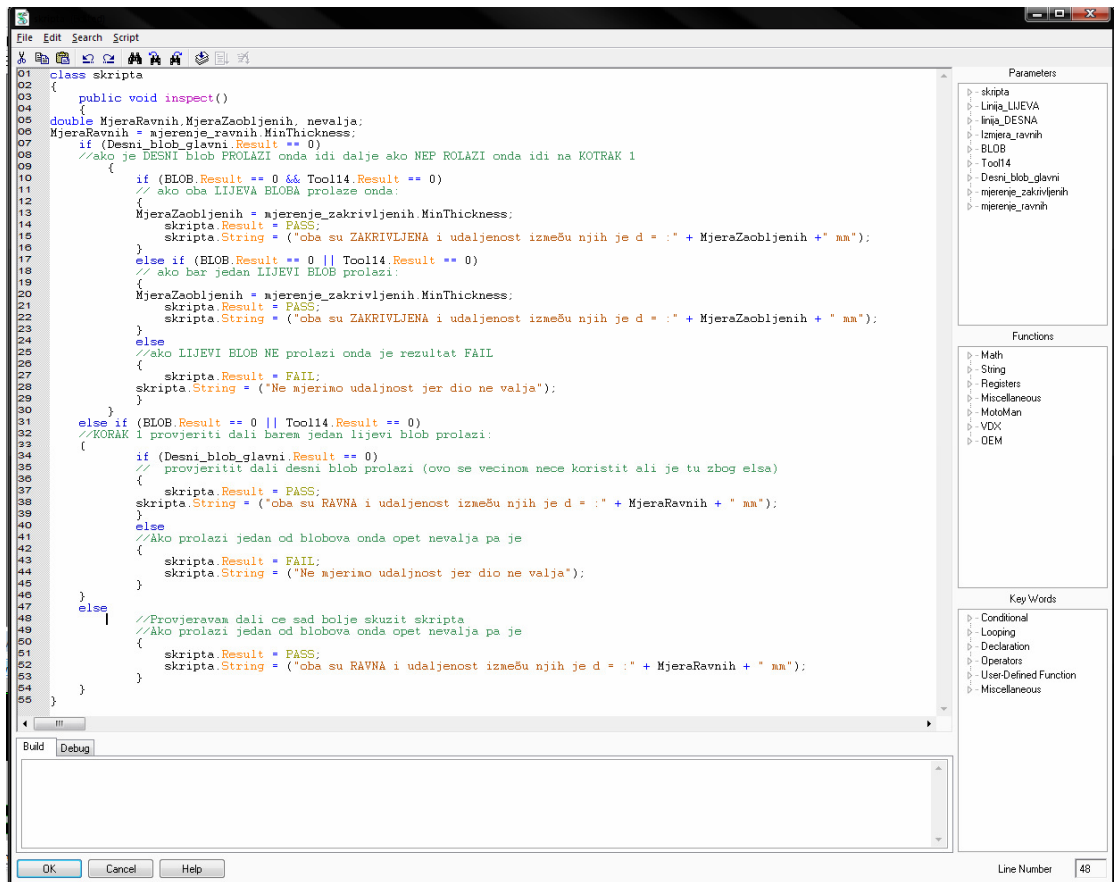 File Edit Search Script
01 class skripta
02 {
03 public void inspect()
04 {
05 double MjeraRavnih,MjeraZaobljenih, nevalja;
06 MjeraRavnih = mjerenje_ravnih.MinThickness;
07 if (Desni_blob_glavni.Result == 0)
08 //ako je DESNI blob PROLAZI onda idi dalje ako NEP ROLAZI onda idi na KOTRAK 1
09 {
10 if (BLOB.Result == 0 && Tool14.Result == 0)
11 // ako oba LIJEVA BLOBA prolaze onda:
12 {
13 MjeraZaobljenih = mjerenje_zakrivljenih.MinThickness;
14 skripta.Result = PASS;
15 skripta.String = ("oba su ZAKRIVLJENA i udaljenost izmeðu njih je d = :" + MjeraZaobljenih +" mm");
16 }
17 else if (BLOB.Result == 0 || Tool14.Result == 0)
18 // ako bar jedan LIJEVI BLOB prolazi:
19 {
20 MjeraZaobljenih = mjerenje_zakrivljenih.MinThickness;
21 skripta.Result = PASS;
22 skripta.String = ("oba su ZAKRIVLJENA i udaljenost izmeðu njih je d = :" + MjeraZaobljenih + " mm");
23 }
24 else
25 //ako LIJEVI BLOB NE prolazi onda je rezultat FAIL
26 {
27 skripta.Result = FAIL;
28 skripta.String = ("Ne mjerimo udaljnost jer dio ne valja");
29 }
30 }
31 else if (BLOB.Result == 0 || Tool14.Result == 0)
32 //KORAK 1 provjeriti dali barem jedan lijevi blob prolazi:
33 {
34 if (Desni_blob_glavni.Result == 0)
35 // provjeritit dali desni blob prolazi (ovo se vecinom nece koristit ali je tu zbog elsa)
36 {
37 skripta.Result = PASS;
38 skripta.String = ("oba su RAVNA i udaljenost izmeðu njih je d = :" + MjeraRavnih + " mm");
39 }
40 else
41 //Ako prolazi jedan od blobova onda opet nevalja pa je
42 {
43 skripta.Result = FAIL;
44 skripta.String = ("Ne mjerimo udaljnost jer dio ne valja");
45 }
46 }
47 else
48 //Provjeravam dali ce sad bolje skuzit skripta
49 //Ako prolazi jedan od blobova onda opet nevalja pa je
50 {
51 skripta.Result = PASS;
52 skripta.String = ("oba su RAVNA i udaljenost izmeðu njih je d = :" + MjeraRavnih + " mm");
53 }
54 }
55 }
Parameters
skripta
Linija_LIJEVA
linija_DESNA
Izmjera_ravnih
BLOB
Tool14
Desni_blob_glavni
mjerenje_zakrivljenih
mjerenje_ravnih
Functions
Math
String
Registers
Miscellaneous
MotoMan
VDX
OEM
Key Words
Conditional
Looping
Declaration
Operators
User-Defined Function
Miscellaneous
Build Debug
OK Cancel Help
Line Number 48